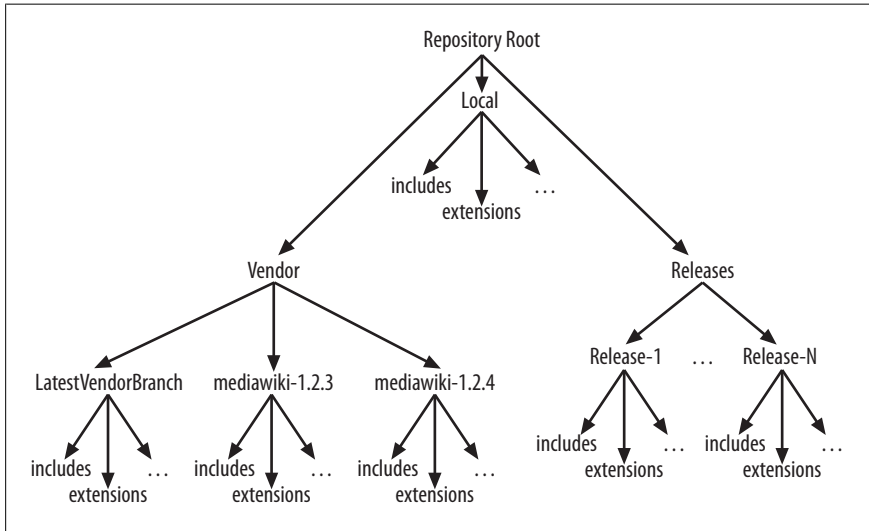 Repository Root
Local
includes
...
extensions
Vendor
Releases
LatestVendorBranch
mediawiki-1.2.3
mediawiki-1.2.4
Release-1
...
Release-N
includes
...
extensions
includes
...
extensions
includes
...
extensions
includes
...
extensions
includes
...
extensions